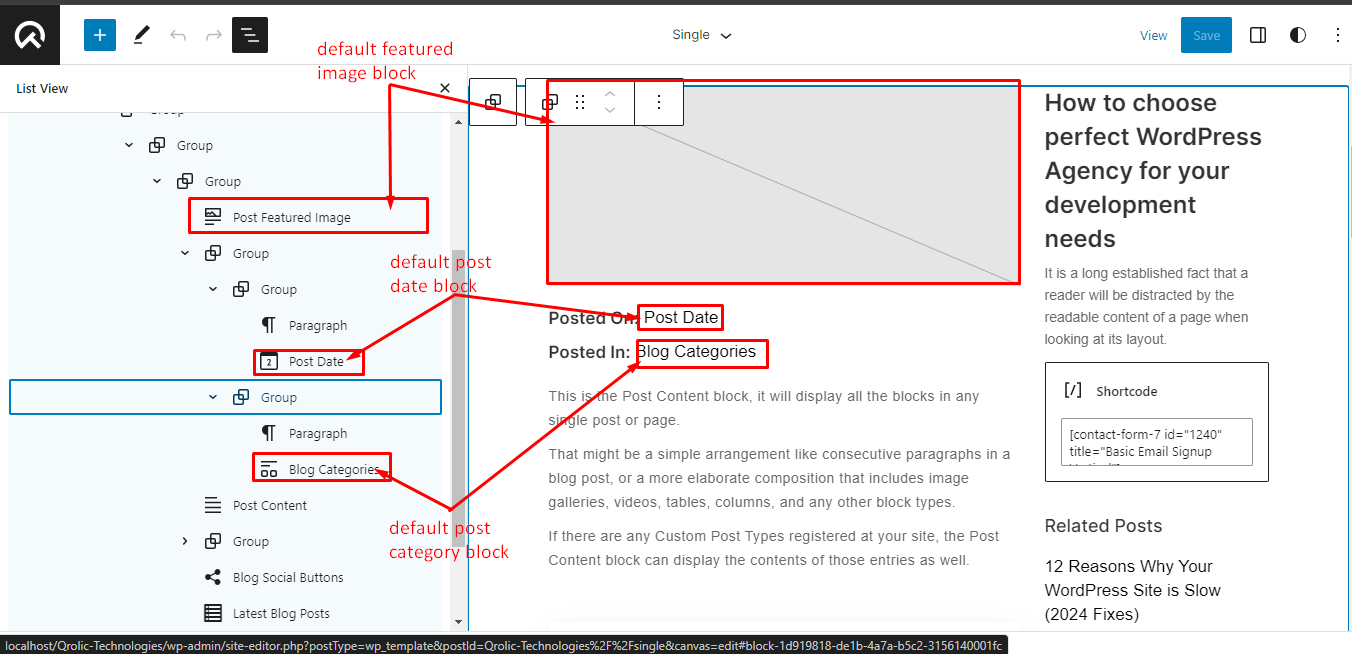 Single
View
Save
List View
default featured
image block
Group
Group
Post Featured Image
Group
default post
date block
Group
Paragraph
Post Date
Group
Paragraph
Blog Categories
default post
category block
Post Content
Group
Blog Social Buttons
Latest Blog Posts
Posted On: Post Date
Posted In: Blog Categories
This is the Post Content block, it will display all the blocks in any
single post or page.
That might be a simple arrangement like consecutive paragraphs in a
blog post, or a more elaborate composition that includes image
galleries, videos, tables, columns, and any other block types.
If there are any Custom Post Types registered at your site, the Post
Content block can display the contents of those entries as well.
How to choose
perfect WordPress
Agency for your
development
needs
It is a long established fact that a
reader will be distracted by the
readable content of a page when
looking at its layout.
[/] Shortcode
[contact-form-7 id="1240"
title="Basic Email Signup
Related Posts
12 Reasons Why Your
WordPress Site is Slow
(2024 Fixes)
localhost/Qrolic-Technologies/wp-admin/site-editor.php?postType=wp_template&postId=Qrolic-Technologies%2F%2Fsingle&canvas=edit#block-1d919818-de1b-4a7a-b5c2-3156140001fc